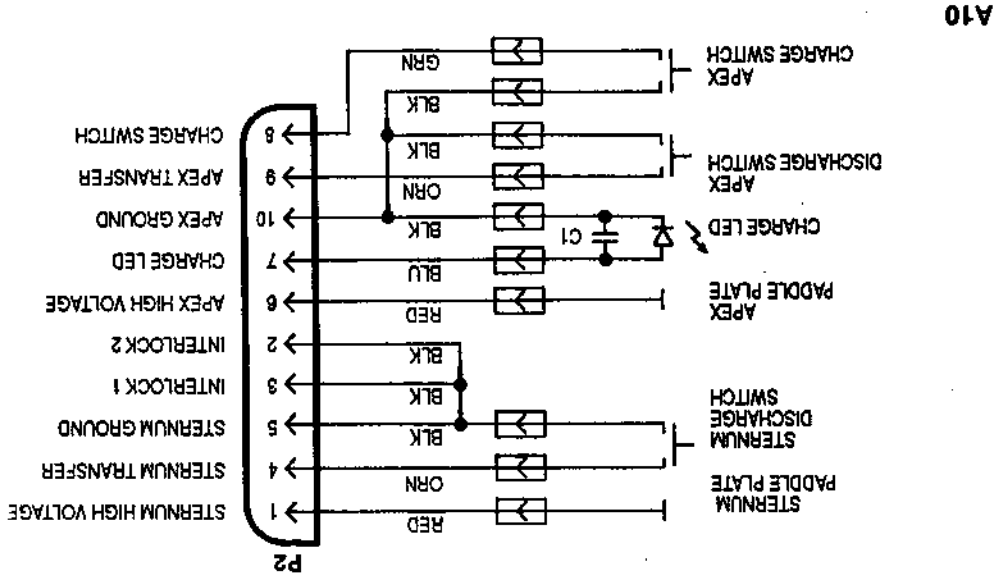 P2
STERNUM
PADDLE PLATE
RED
1
STERNUM HIGH VOLTAGE
ORN
4
STERNUM TRANSFER
STERNUM
DISCHARGE
SWITCH
BLK
5
STERNUM GROUND
BLK
3
INTERLOCK 1
BLK
2
INTERLOCK 2
APEX
PADDLE PLATE
RED
6
APEX HIGH VOLTAGE
BLU
7
CHARGE LED
CHARGE LED
C1
BLK
10
APEX GROUND
APEX
DISCHARGE SWITCH
ORN
9
APEX TRANSFER
BLK
8
CHARGE SWITCH
APEX
CHARGE SWITCH
BLK
GRN
A10